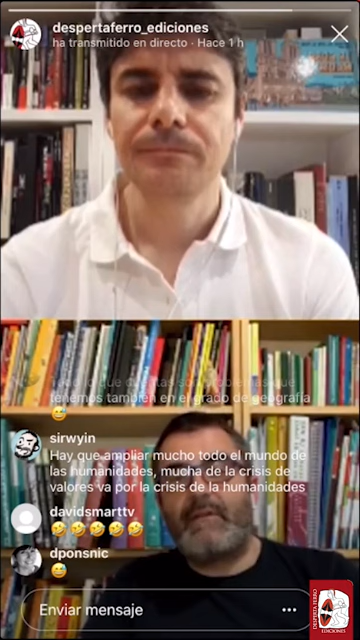 despertaferro_ediciones
ha transmitido en directo · Hace 1 h
tenemos también en el grado de geografía
sirwyin
Hay que ampliar mucho todo el mundo de
las humanidades, mucha de la crisis de
valores va por la crisis de la humanidades
davidsmarttv
dponsnic
Enviar mensaje
DESPERTA FERRO
EDICIONES